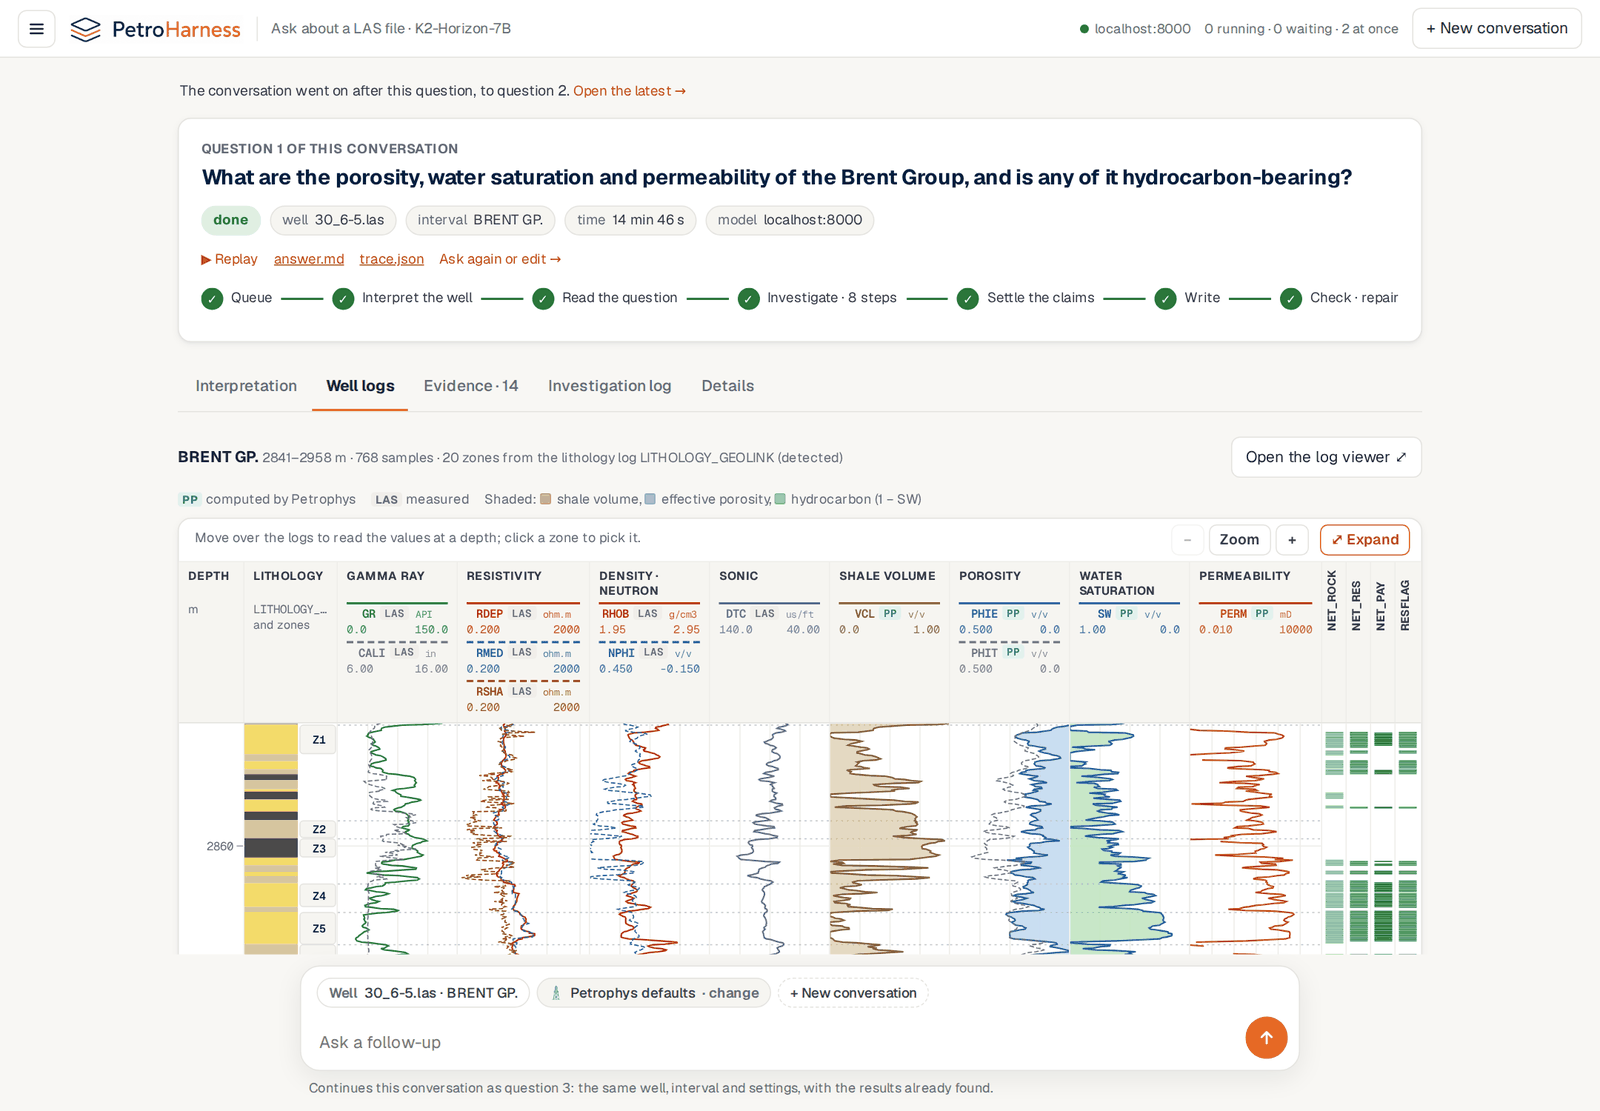 PetroHarness
Ask about a LAS file · K2-Horizon-7B
localhost:8000 0 running · 0 waiting · 2 at once
+ New conversation
The conversation went on after this question, to question 2. Open the latest →
QUESTION 1 OF THIS CONVERSATION
What are the porosity, water saturation and permeability of the Brent Group, and is any of it hydrocarbon-bearing?
done well 30_6-5.las interval BRENT GP. time 14 min 46 s model localhost:8000
▶ Replay answer.md trace.json Ask again or edit →
✓ Queue ✓ Interpret the well ✓ Read the question ✓ Investigate · 8 steps ✓ Settle the claims ✓ Write ✓ Check · repair
Interpretation Well logs Evidence · 14 Investigation log Details
BRENT GP. 2841–2958 m · 768 samples · 20 zones from the lithology log LITHOLOGY_GEOLINK (detected)
Open the log viewer ⤢
PP computed by Petrophys LAS measured Shaded: shale volume, effective porosity, hydrocarbon (1 – SW)
Move over the logs to read the values at a depth; click a zone to pick it.
− Zoom + ⤢ Expand
DEPTH
m
LITHOLOGY
LITHOLOGY_…
and zones
GAMMA RAY
GR LAS API
0.0 150.0
CALI LAS in
6.00 16.00
RESISTIVITY
RDEP LAS ohm.m
0.200 2000
RMED LAS ohm.m
0.200 2000
RSHA LAS ohm.m
0.200 2000
DENSITY ·
NEUTRON
RHOB LAS g/cm3
1.95 2.95
NPHI LAS v/v
0.450 -0.150
SONIC
DTC LAS us/ft
140.0 40.00
SHALE VOLUME
VCL PP v/v
0.0 1.00
POROSITY
PHIE PP v/v
0.500 0.0
PHIT PP v/v
0.500 0.0
WATER
SATURATION
SW PP v/v
1.00 0.0
PERMEABILITY
PERM PP mD
0.010 10000
NET_ROCK
NET_RES
NET_PAY
RESFLAG
Z1
Z2
2860
Z3
Z4
Z5
Well 30_6-5.las · BRENT GP.
Petrophys defaults · change
+ New conversation
Ask a follow-up
Continues this conversation as question 3: the same well, interval and settings, with the results already found.